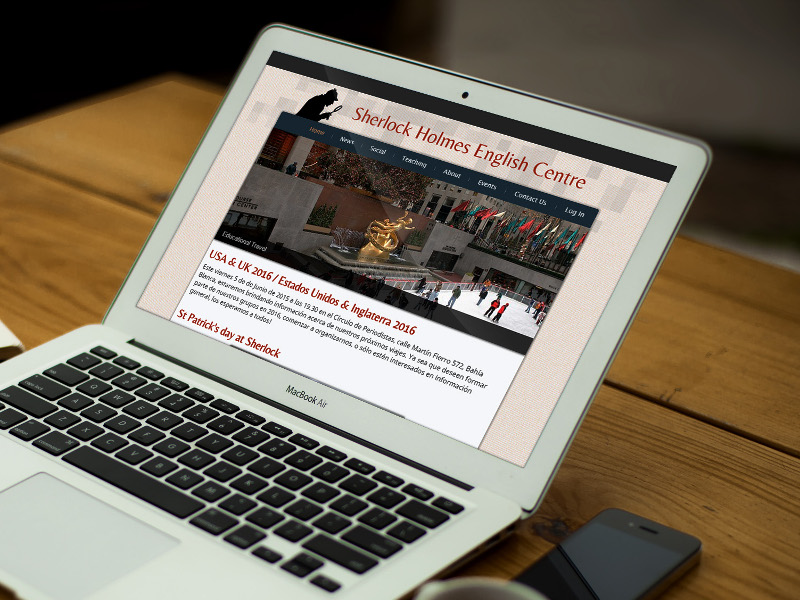 Sherlock Holmes English Centre
Home News Social Teaching About Events Contact Us Log In
CENTER
Educational Travel
USA & UK 2016 / Estados Unidos & Inglaterra 2016
Este viernes 5 de de junio de 2015 a las 19:30 en el Círculo de Periodistas, calle Martín Fierro 572, Bahía
Blanca, estaremos brindando información acerca de nuestros próximos viajes. Ya sea que deseen formar
parte de nuestros grupos en 2016, comenzar a organizarnos, o sólo estén interesados en información
general, los esperamos a todos!
St Patrick's day at Sherlock
MacBook Air